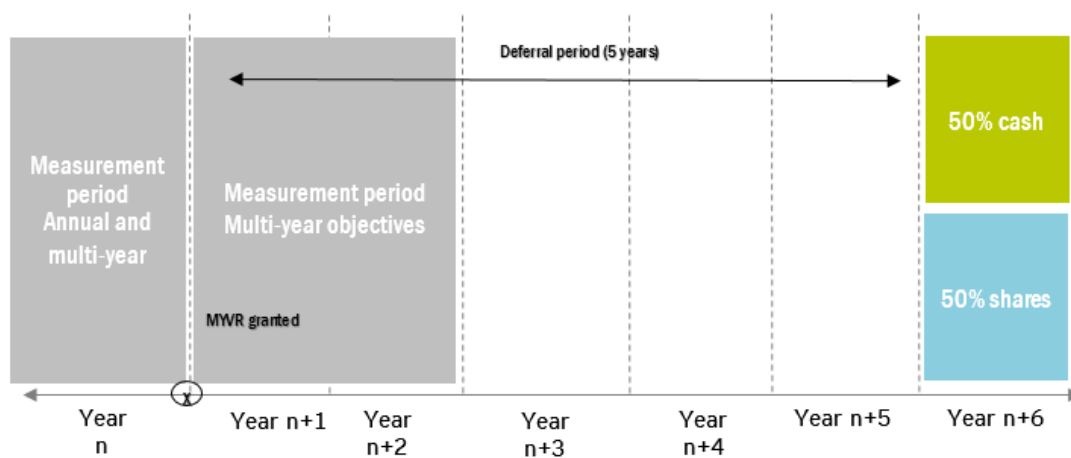 Deferral period (5 years)
50% cash
Measurement
period
Annual and
multi-year
Measurement period
Multi-year objectives
50% shares
MYVR granted
x
Year
n
Year n+1
Year
n+2
Year
n+3
Year
n+4
Year n+5
Year n+6